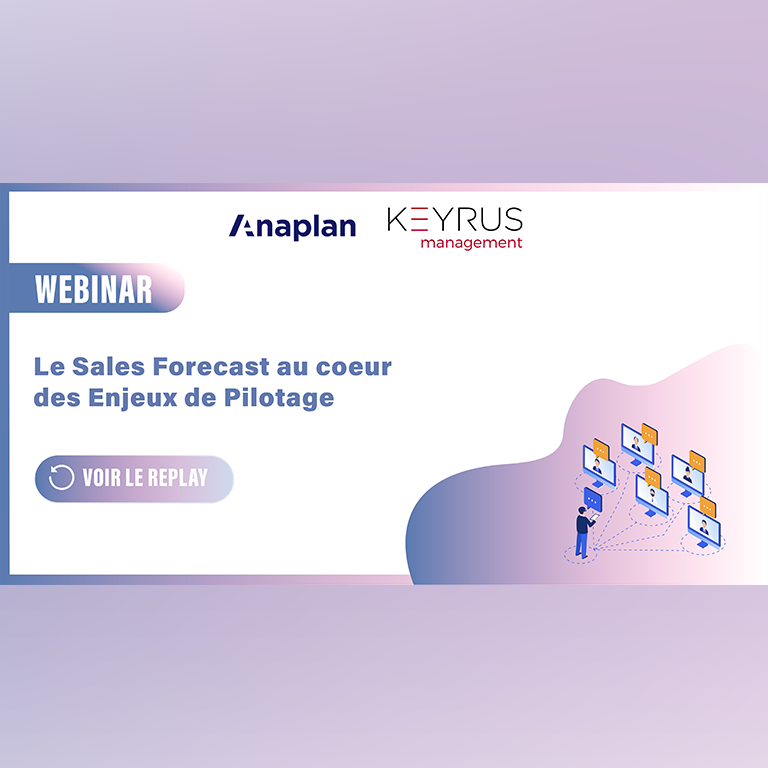 Anaplan
KEYRUS
management
WEBINAR
Le Sales Forecast au coeur
des Enjeux de Pilotage
VOIR LE REPLAY